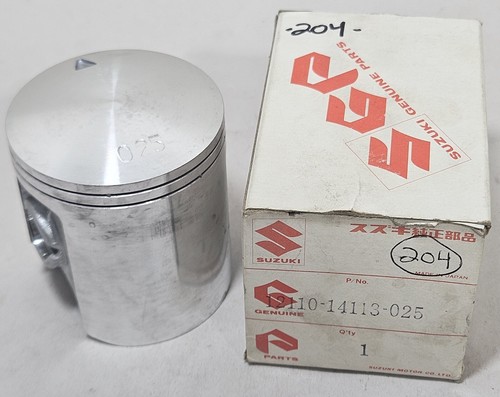 025
-204-
SUZUKI GENUINE PARTS
スズキ純正部品
SUZUKI
204
MADE IN JAPAN
P/No.
12110-14113-025
GENUINE
Q'ty
1
PARTS
SUZUKI MOTOR CO., LTD.